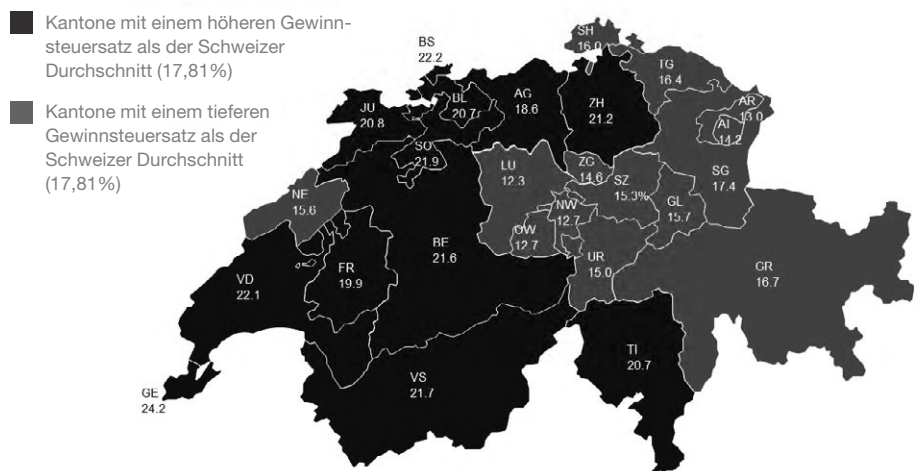 Kantone mit einem höheren Gewinn-
steuersatz als der Schweizer
Durchschnitt (17,81%)
Kantone mit einem tieferen
Gewinnsteuersatz als der
Schweizer Durchschnitt
(17,81%)
SH
16.0
BS
22.2
TG
16.4
JU
20.8
BL
20.7
AG
18.6
ZH
21.2
AR
13.0
AI
14.2
SO
21.9
LU
12.3
ZG
14.6
SZ
15.3%
SG
17.4
NE
15.6
NW
12.7
GL
15.7
OW
12.7
BE
21.6
UR
15.0
GR
16.7
VD
22.1
FR
19.9
TI
20.7
VS
21.7
GE
24.2